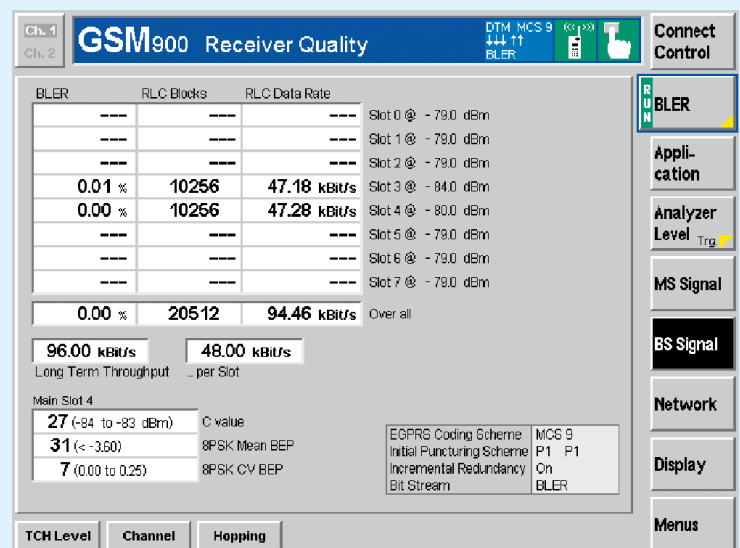 Ch. 1
Ch. 2
GSM900 Receiver Quality
DTM MCS 9
BLER
Connect Control
BLER RLC Blocks RLC Data Rate
--- --- --- Slot 0 @ - 79.0 dBm
--- --- --- Slot 1 @ - 79.0 dBm
--- --- --- Slot 2 @ - 79.0 dBm
0.01 % 10256 47.18 kBit/s Slot 3 @ - 84.0 dBm
0.00 % 10256 47.28 kBit/s Slot 4 @ - 80.0 dBm
--- --- --- Slot 5 @ - 79.0 dBm
--- --- --- Slot 6 @ - 79.0 dBm
--- --- --- Slot 7 @ - 79.0 dBm
0.00 % 20512 94.46 kBit/s Over all
96.00 kBit/s 48.00 kBit/s
Long Term Throughput ... per Slot
Main Slot 4
27 (-84 to -83 dBm) C value
31 (< -3.60) 8PSK Mean BEP
7 (0.00 to 0.25) 8PSK CV BEP
EGPRS Coding Scheme MCS 9
Initial Puncturing Scheme P1 P1
Incremental Redundancy On
Bit Stream BLER
RUN BLER
Appli-
cation
Analyzer
Level Trg.
MS Signal
BS Signal
Network
Display
Menus
TCH Level Channel Hopping